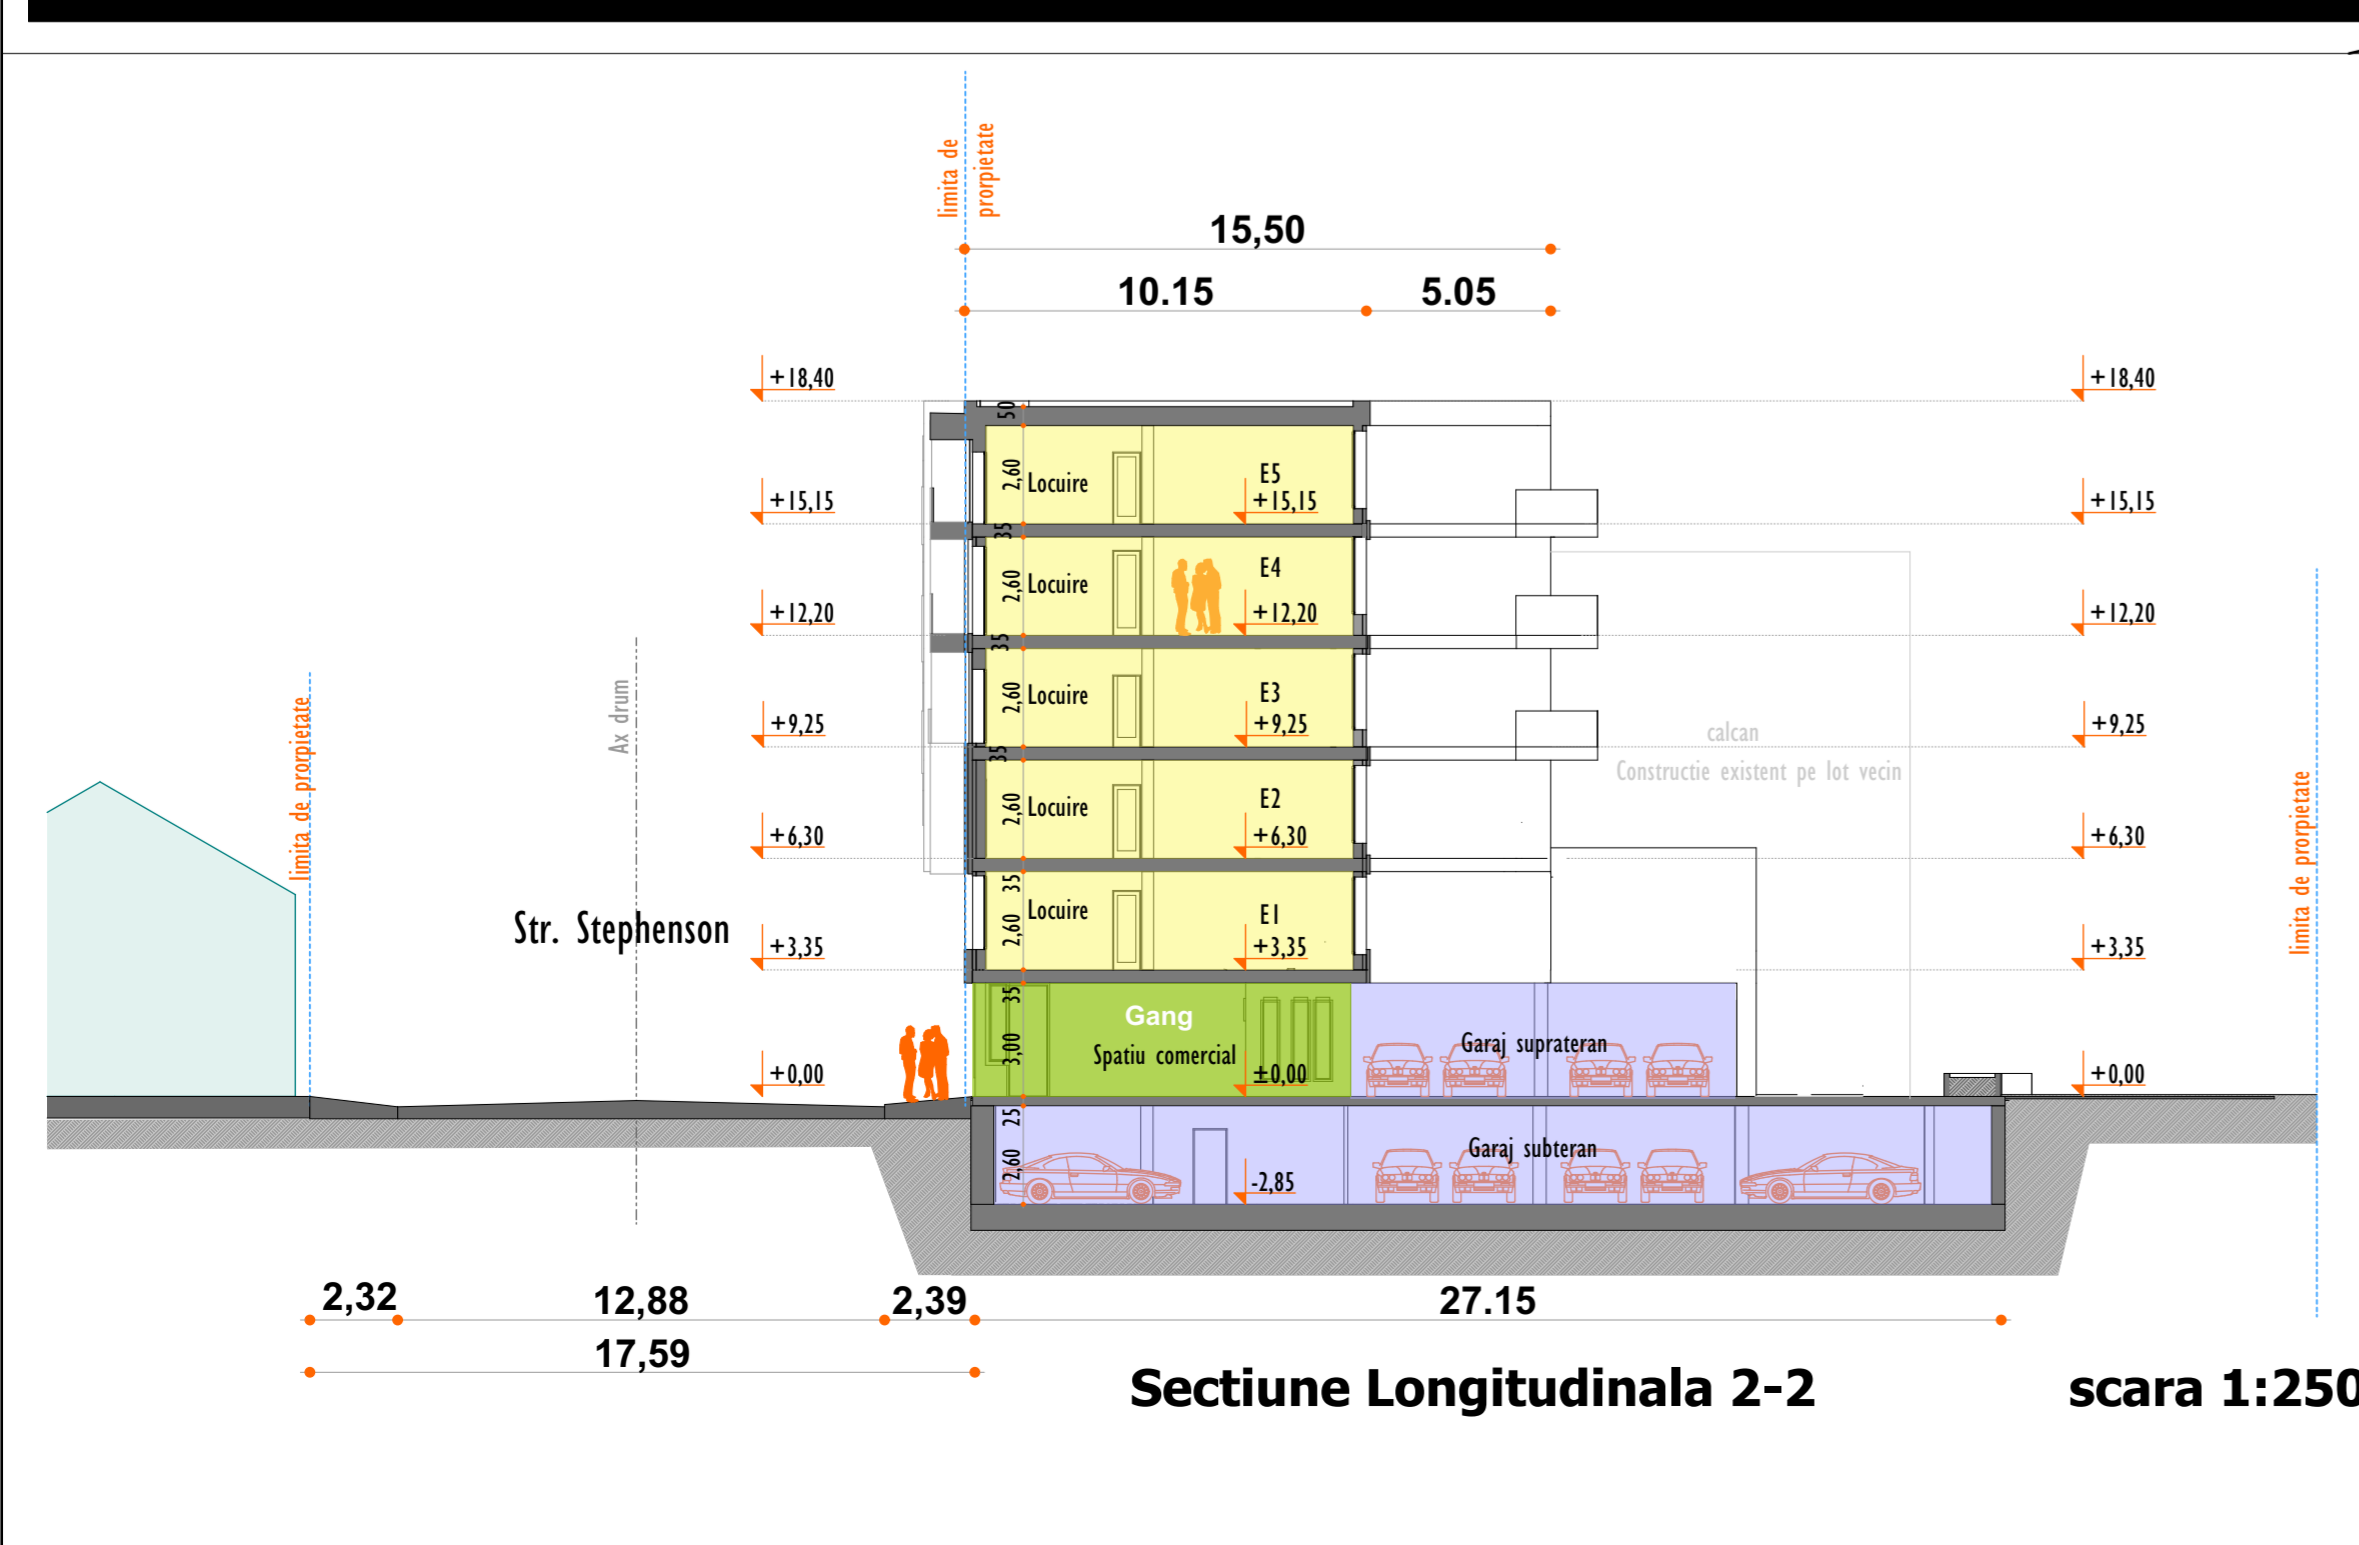 limita de
prorpietate
15,50
10.15
5.05
+18,40
+18,40
50
2,60
Locuire
E5
+15,15
+15,15
+15,15
35
2,60
Locuire
E4
+12,20
+12,20
+12,20
35
2,60
Locuire
E3
+9,25
+9,25
+9,25
35
2,60
Locuire
E2
+6,30
+6,30
+6,30
35
2,60
Locuire
E1
+3,35
+3,35
+3,35
limita de prorpietate
Ax drum
calcan
Constructie existent pe lot vecin
limita de prorpietate
Str. Stephenson
35
3,00
Gang
Spatiu comercial
Garaj suprateran
+0,00
±0,00
+0,00
25
2,60
Garaj subteran
-2,85
2,32
12,88
2,39
27.15
17,59
Sectiune Longitudinala 2-2
scara 1:250